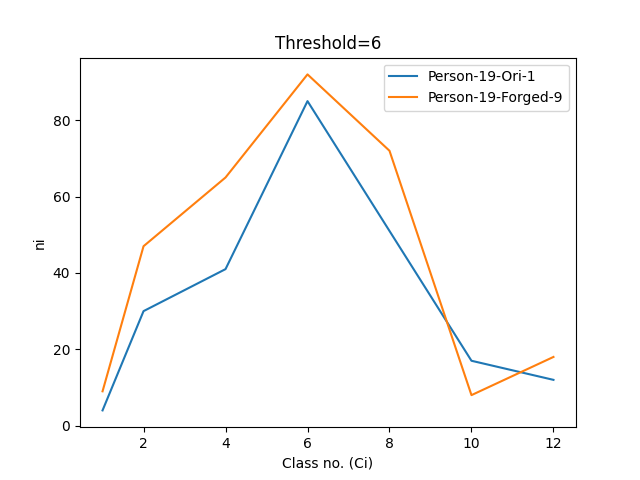 Threshold=6
Person-19-Ori-1
Person-19-Forged-9
80
60
40
20
0
ni
2 4 6 8 10 12
Class no. (Ci)